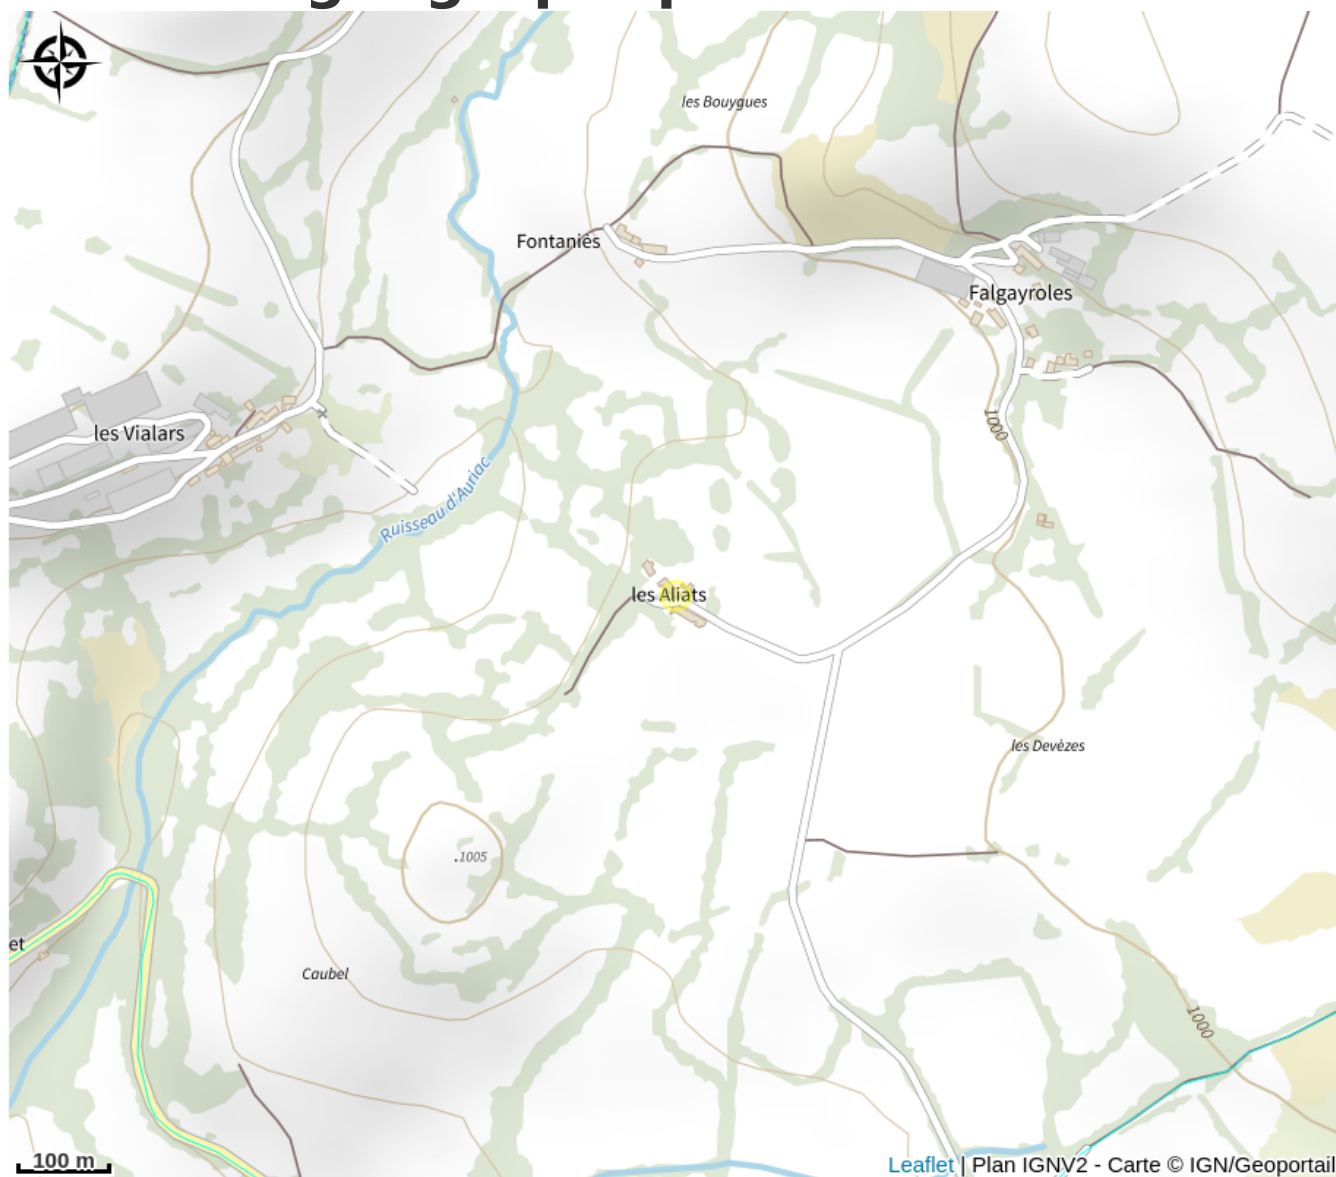 les Bouygues
Fontaniés
Falgayroles
les Vialars
1000
Ruisseau d'Auriac
les Aliats
les Devèzes
.1005
et
Caubel
1000
100 m
Leaflet | Plan IGNV2 - Carte © IGN/Geoportail